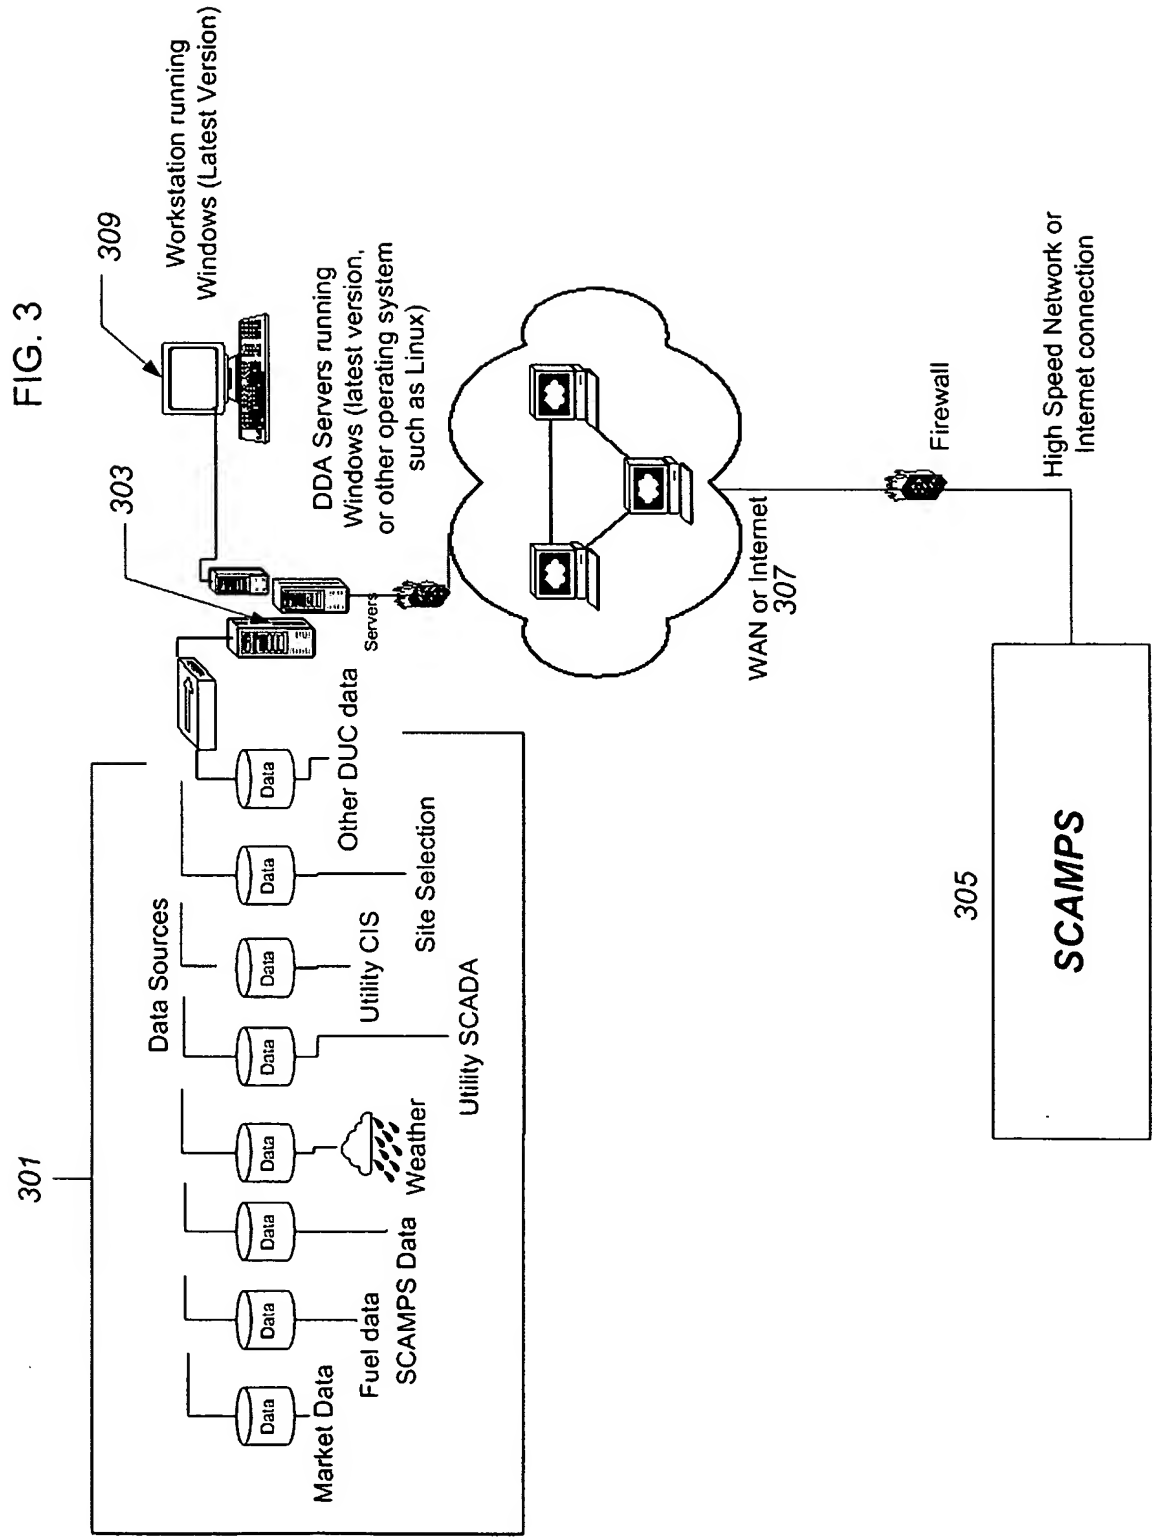 FIG. 3
301
Data Sources
Data
Data
Data
Data
Data
Data
Data
Data
Market Data
Fuel data
SCAMPS Data
Weather
Utility SCADA
Utility CIS
Site Selection
Other DUC data
303
309
Workstation running
Windows (Latest Version)
Servers
DDA Servers running
Windows (latest version,
or other operating system
such as Linux)
WAN or Internet
307
Firewall
High Speed Network or
Internet connection
305
SCAMPS